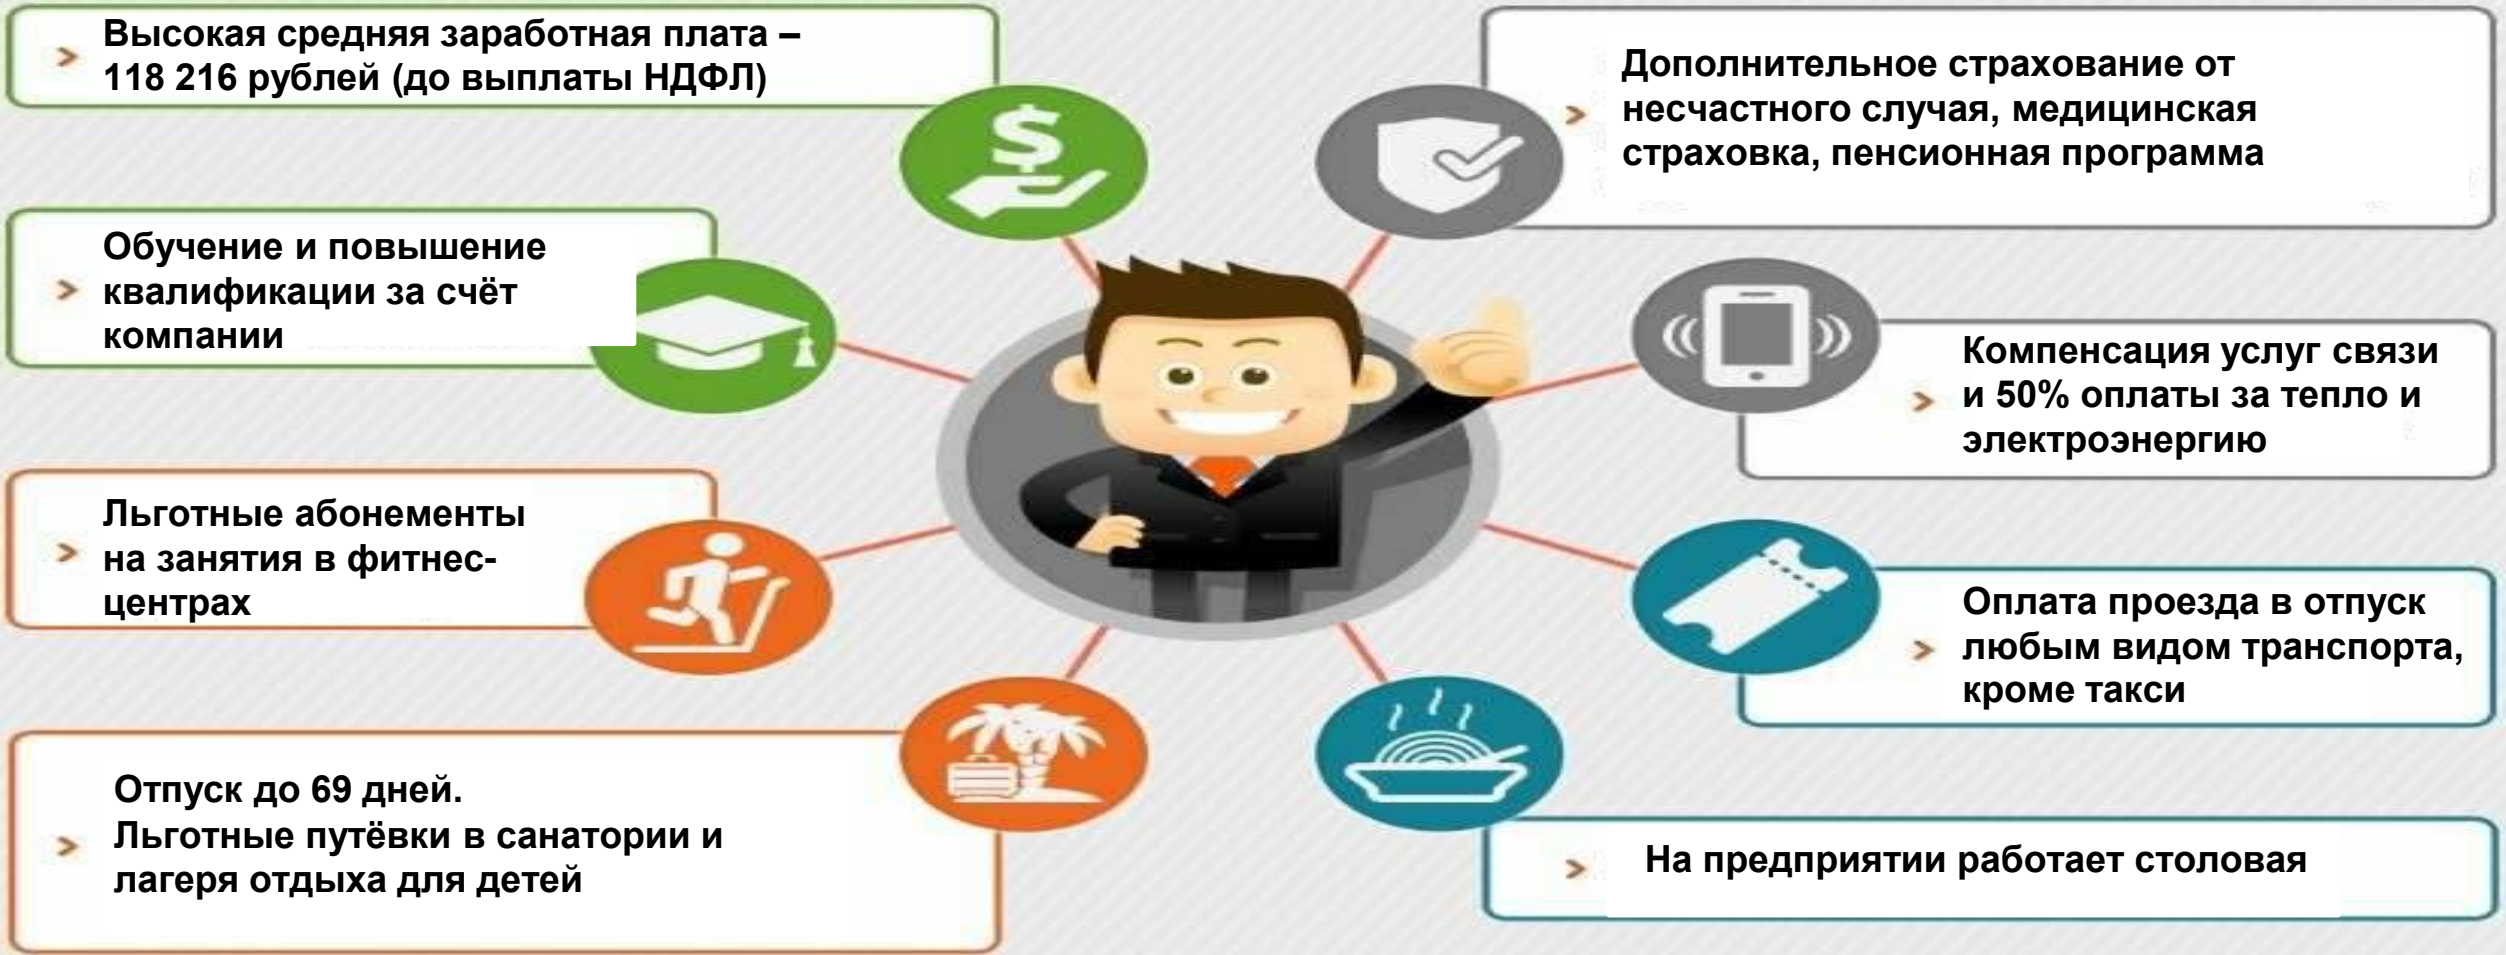 Высокая средняя заработная плата –
118 216 рублей (до выплаты НДФЛ)
Обучение и повышение
квалификации за счёт
компании
Льготные абонементы
на занятия в фитнес-
центрах
Отпуск до 69 дней.
Льготные путёвки в санатории и
лагеря отдыха для детей
Дополнительное страхование от
несчастного случая, медицинская
страховка, пенсионная программа
Компенсация услуг связи
и 50% оплаты за тепло и
электроэнергию
Оплата проезда в отпуск
любым видом транспорта,
кроме такси
На предприятии работает столовая